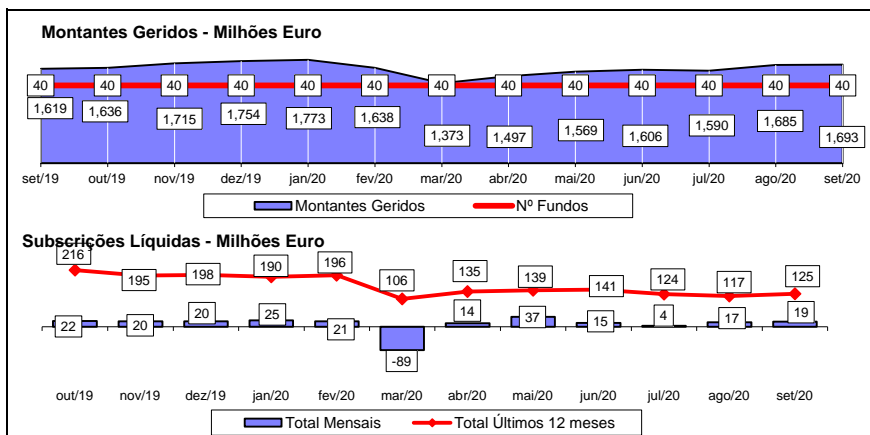 Montantes Geridos - Milhões Euro
40 40 40 40 40 40 40 40 40 40 40 40 40
1,619 1,636 1,715 1,754 1,773 1,638 1,373 1,497 1,569 1,606 1,590 1,685 1,693
set/19 out/19 nov/19 dez/19 jan/20 fev/20 mar/20 abr/20 mai/20 jun/20 jul/20 ago/20 set/20
Montantes Geridos Nº Fundos
Subscrições Líquidas - Milhões Euro
216 195 198 190 196 106 135 139 141 124 117 125
22 20 20 25 21 -89 14 37 15 4 17 19
out/19 nov/19 dez/19 jan/20 fev/20 mar/20 abr/20 mai/20 jun/20 jul/20 ago/20 set/20
Total Mensais Total Últimos 12 meses